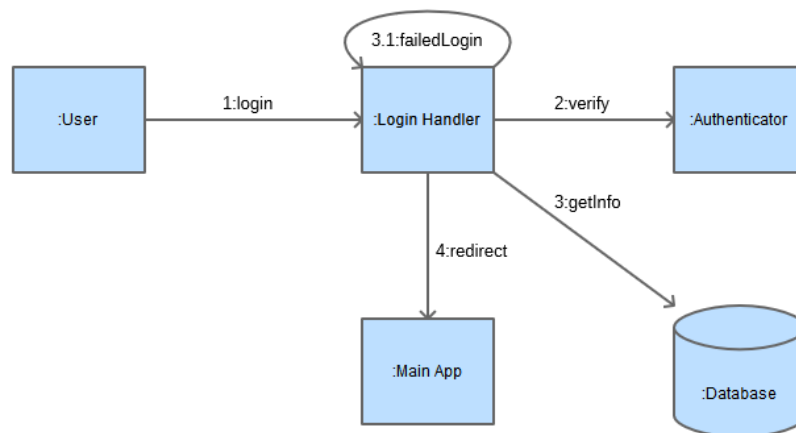 3.1:failedLogin
:User
1:login
:Login Handler
2:verify
:Authenticator
3:getInfo
4:redirect
:Main App
:Database